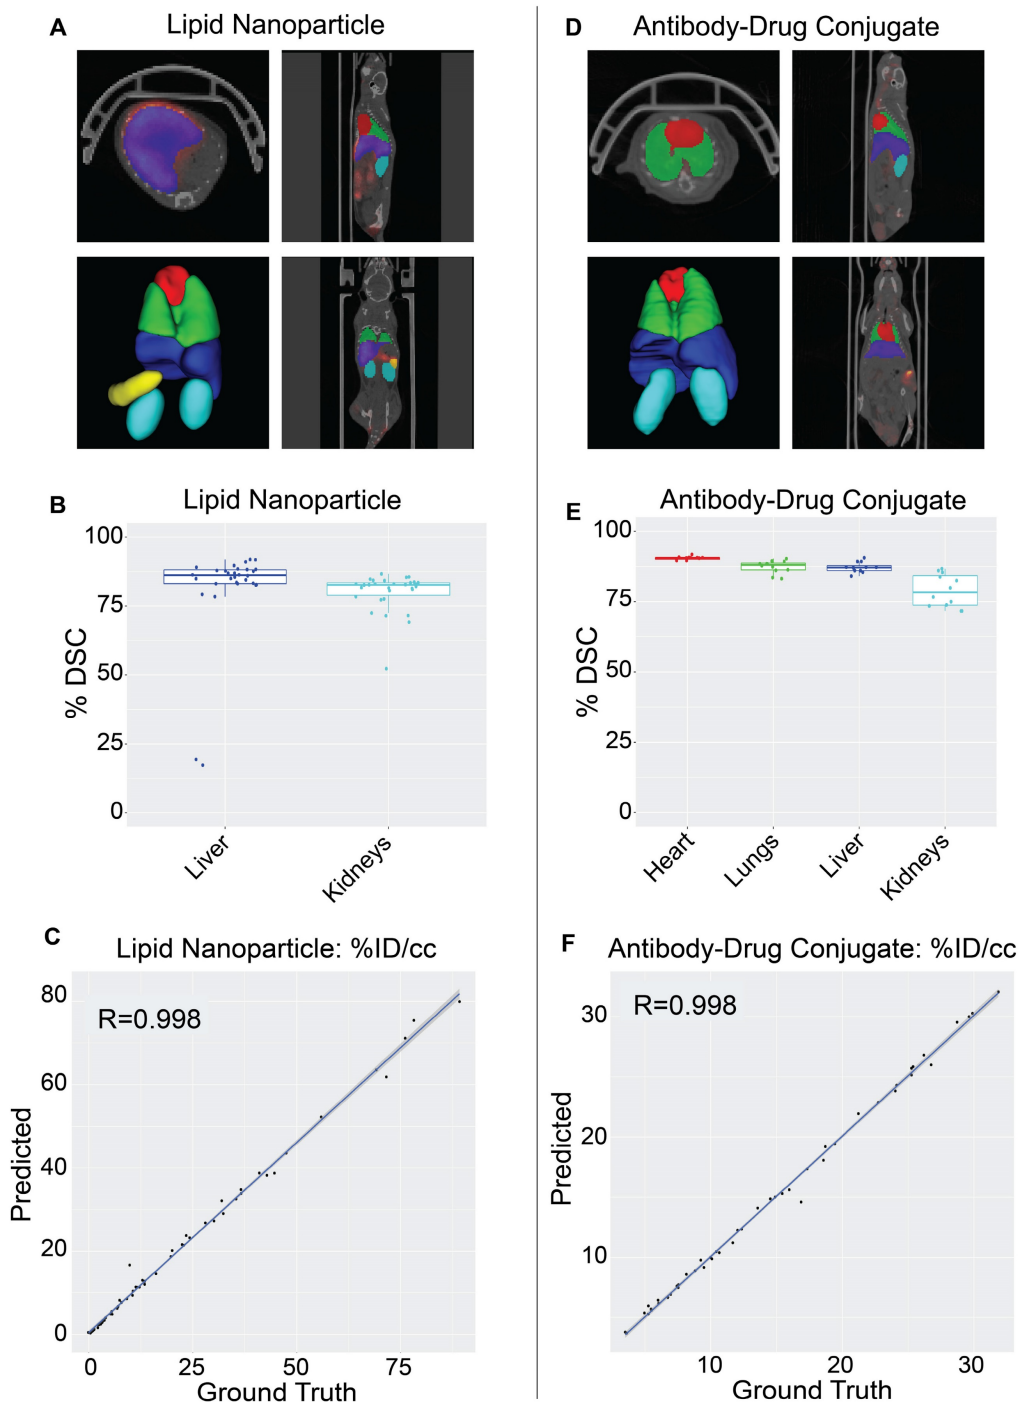 A
Lipid Nanoparticle
B
Lipid Nanoparticle
% DSC
100
75
50
25
0
Liver
Kidneys
C
Lipid Nanoparticle: %ID/cc
R=0.998
Predicted
80
60
40
20
0
0 25 50 75
Ground Truth
D
Antibody-Drug Conjugate
E
Antibody-Drug Conjugate
% DSC
100
75
50
25
0
Heart
Lungs
Liver
Kidneys
F
Antibody-Drug Conjugate: %ID/cc
R=0.998
Predicted
30
20
10
10 20 30
Ground Truth